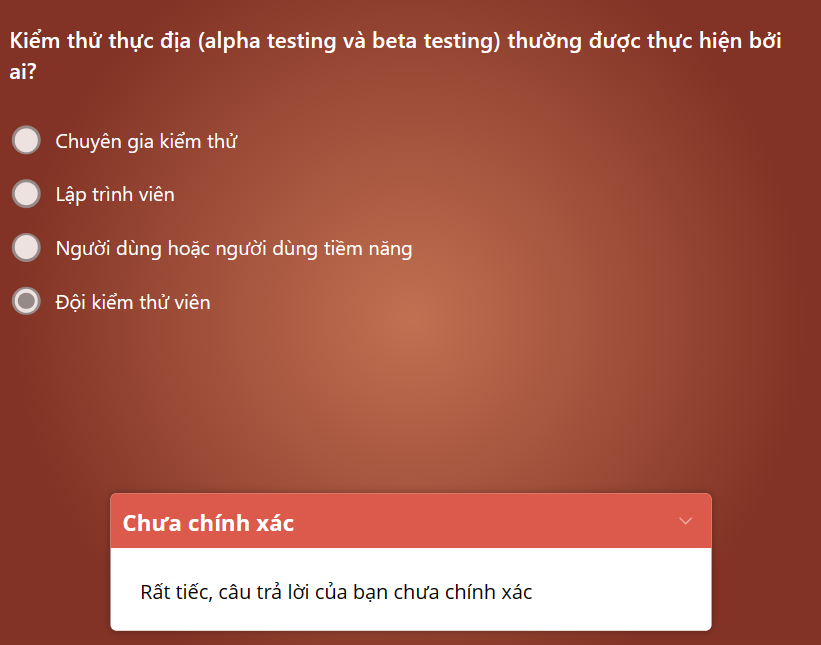 Kiểm thử thực địa (alpha testing và beta testing) thường được thực hiện bởi
ai?
Chuyên gia kiểm thử
Lập trình viên
Người dùng hoặc người dùng tiềm năng
Đội kiểm thử viên
Chưa chính xác
Rất tiếc, câu trả lời của bạn chưa chính xác